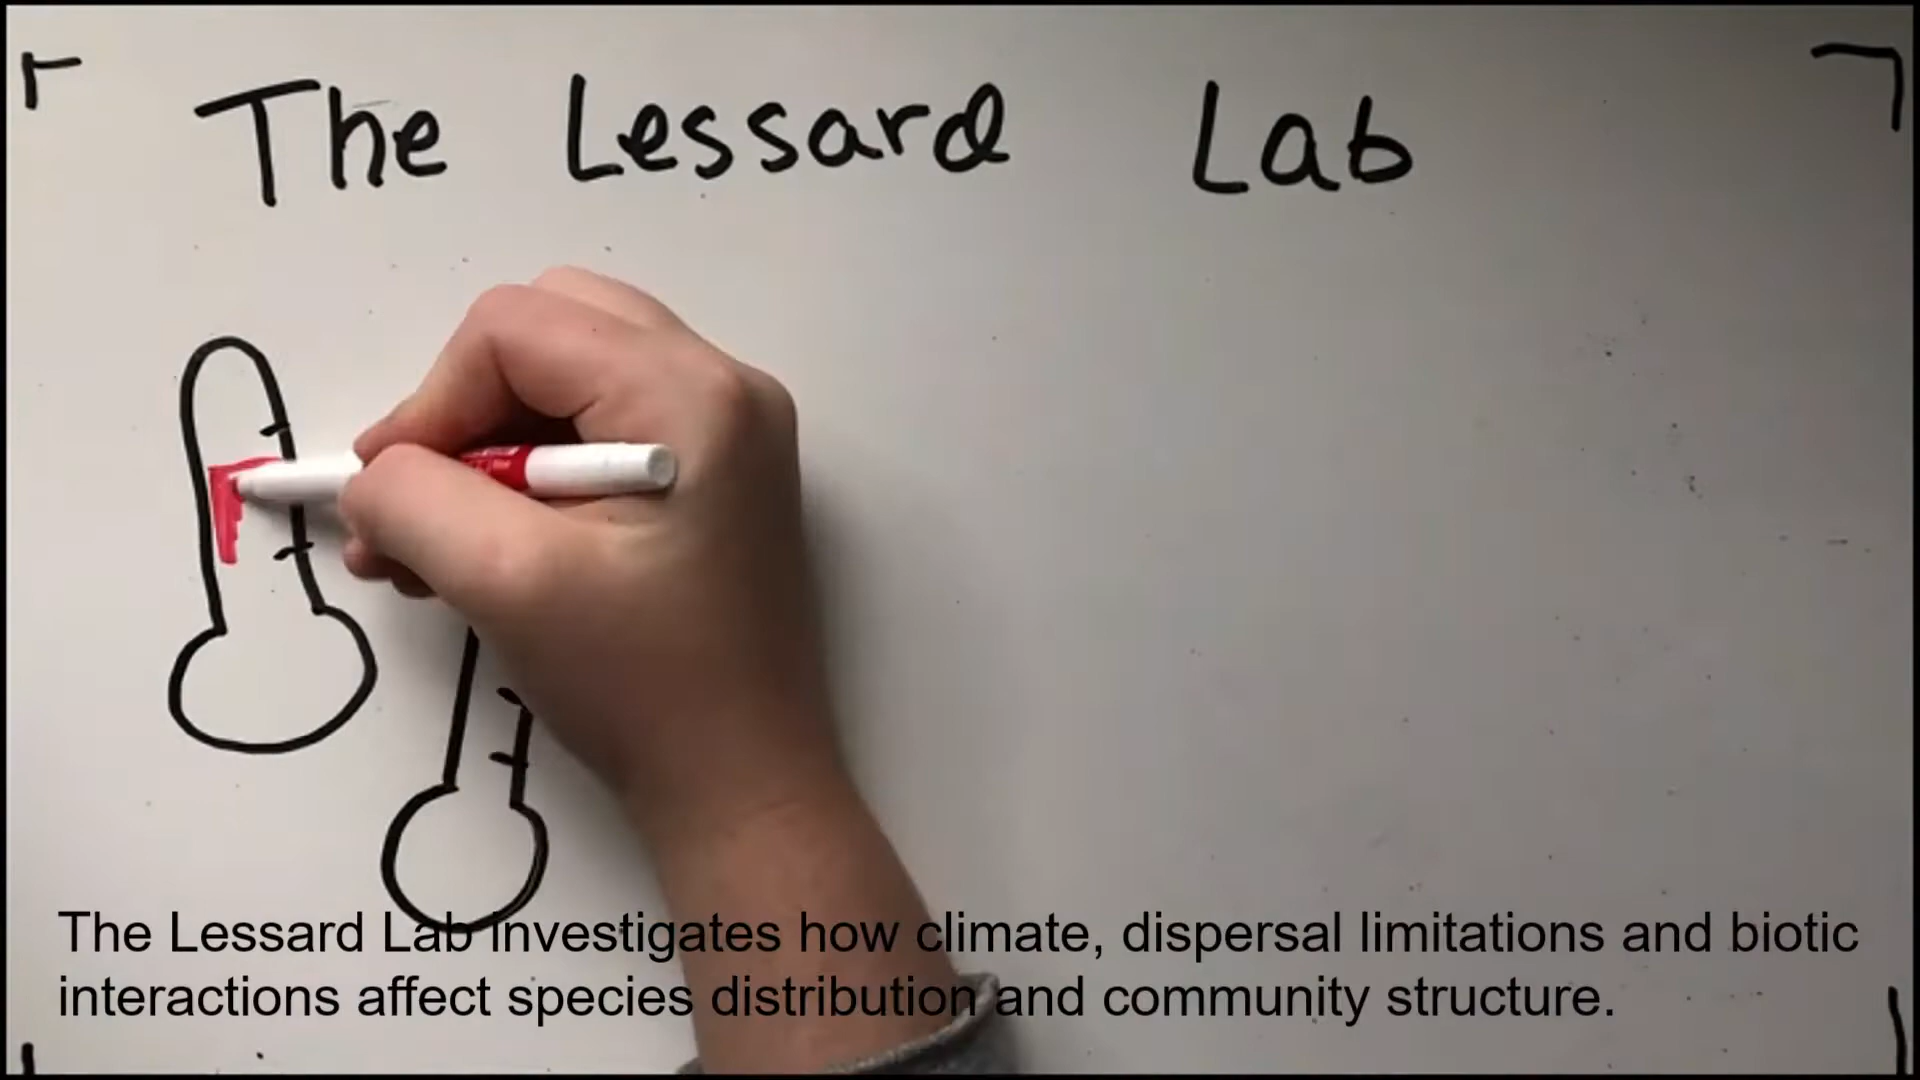 The Lessard Lab
The Lessard Lab investigates how climate, dispersal limitations and biotic
interactions affect species distribution and community structure.